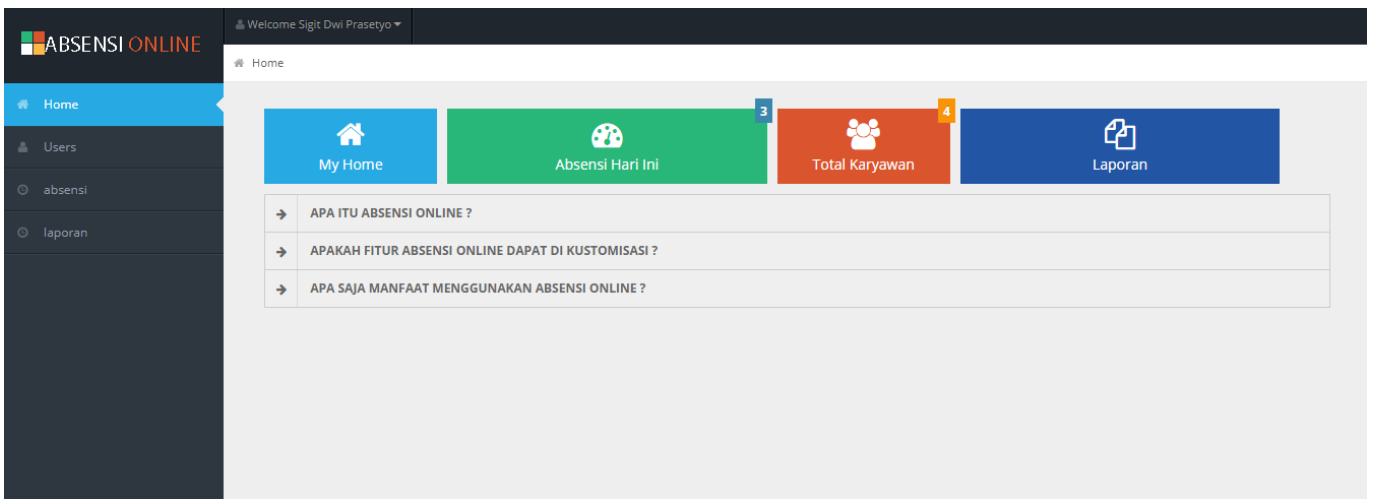 ABSENSI ONLINE
Welcome Sigit Dwi Prasetyo
Home
Home
Users
absensi
laporan
My Home
3
Absensi Hari Ini
4
Total Karyawan
Laporan
APA ITU ABSENSI ONLINE ?
APAKAH FITUR ABSENSI ONLINE DAPAT DI KUSTOMISASI ?
APA SAJA MANFAAT MENGGUNAKAN ABSENSI ONLINE ?